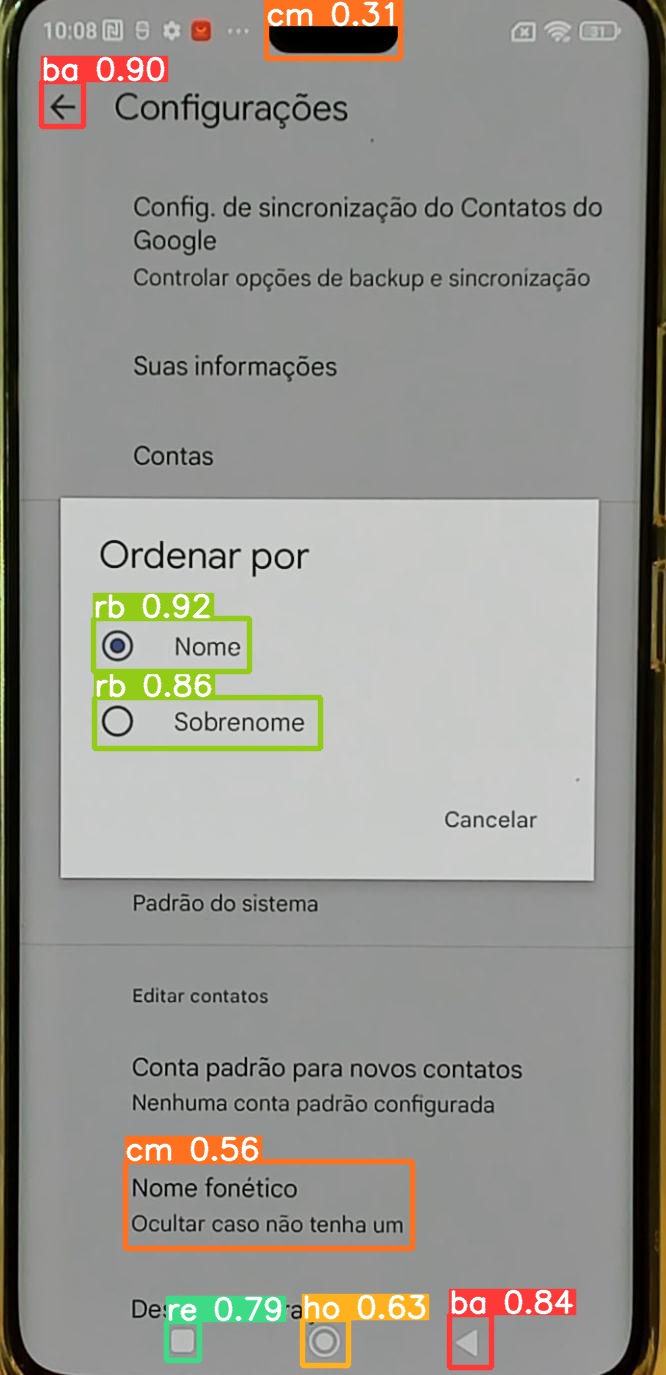 cm 0.31
10:08
31
ba 0.90
Configurações
Config. de sincronização do Contatos do
Google
Controlar opções de backup e sincronização
Suas informações
Contas
Ordenar por
rb 0.92
Nome
rb 0.86
Sobrenome
Cancelar
Padrão do sistema
Editar contatos
Conta padrão para novos contatos
Nenhuma conta padrão configurada
cm 0.56
Nome fonético
Ocultar caso não tenha um
re 0.79
ho 0.63
ba 0.84